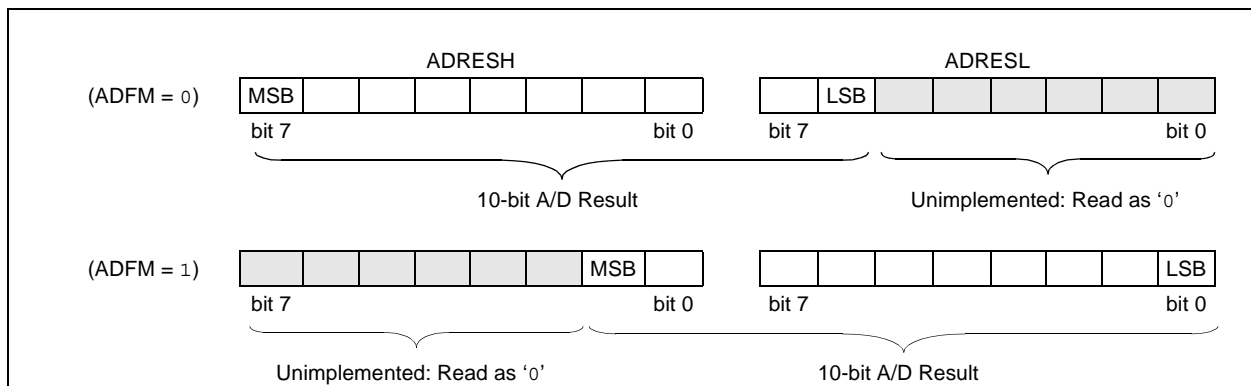 ADRESH ADRESL
(ADFM = 0) MSB LSB
bit 7 bit 0 bit 7 bit 0
10-bit A/D Result Unimplemented: Read as ‘0’
(ADFM = 1) MSB LSB
bit 7 bit 0 bit 7 bit 0
Unimplemented: Read as ‘0’ 10-bit A/D Result